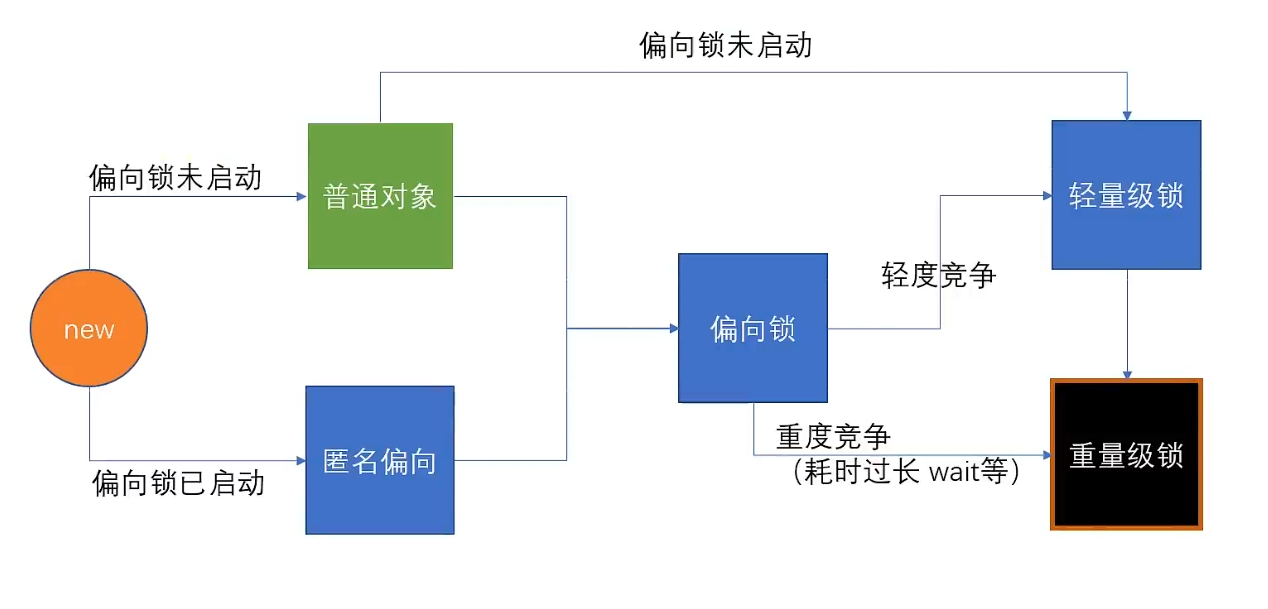 偏向锁未启动
偏向锁未启动
普通对象
轻量级锁
轻度竞争
new
偏向锁
匿名偏向
偏向锁已启动
重度竞争
（耗时过长 wait等）
重量级锁